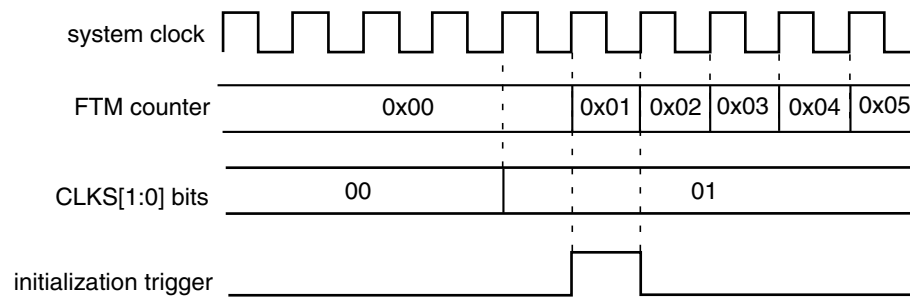 system clock
FTM counter 0x00 0x01 0x02 0x03 0x04 0x05
CLKS[1:0] bits 00 01
initialization trigger